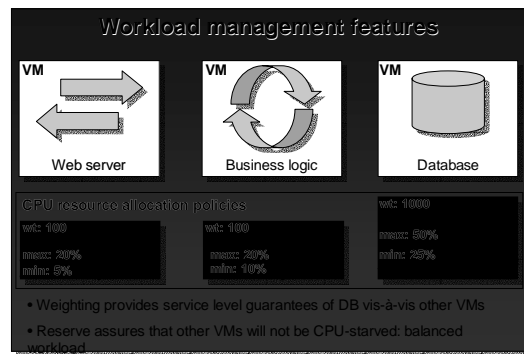 Workload management features
VM
VM
VM
Web server
Business logic
Database
CPU resource allocation policies
wt: 100
max: 20%
min: 5%
wt: 100
max: 20%
min: 10%
wt: 1000
max: 50%
min: 25%
• Weighting provides service level guarantees of DB vis-à-vis other VMs
• Reserve assures that other VMs will not be CPU-starved: balanced
workload